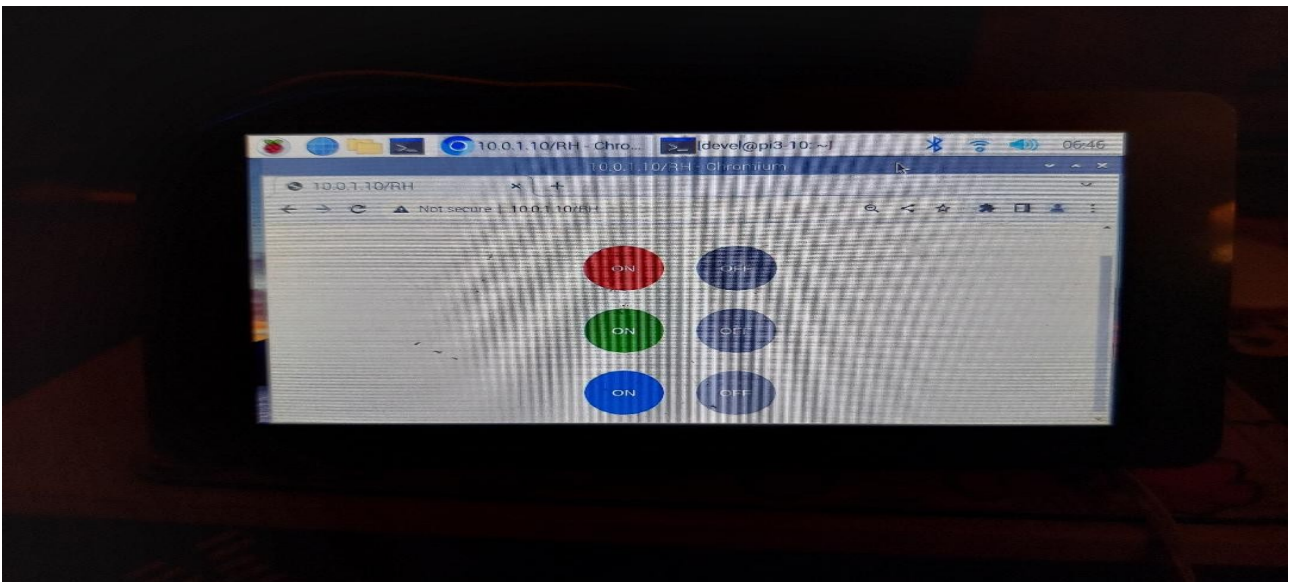 10.0.1.10/RH - Chro... [devel@pi3-10: ~] 06:46
10.0.1.10/RH - Chromium
10.0.1.10/RH
Not secure | 10.0.1.10/RH
ON OFF
ON OFF
ON OFF